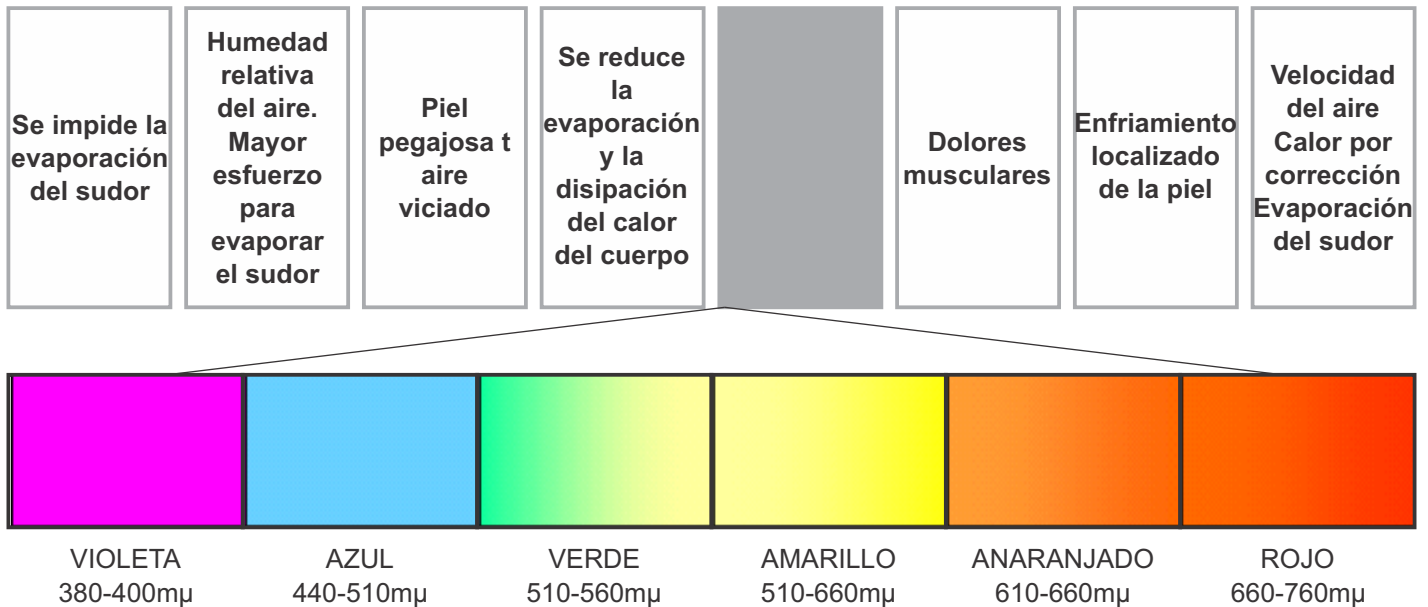 Se impide la
evaporación
del sudor
Humedad
relativa
del aire.
Mayor
esfuerzo
para
evaporar
el sudor
Piel
pegajosa t
aire
viciado
Se reduce
la
evaporación
y la
disipación
del calor
del cuerpo
Dolores
musculares
Enfriamiento
localizado
de la piel
Velocidad
del aire
Calor por
corrección
Evaporación
del sudor
VIOLETA
380-400mµ
AZUL
440-510mµ
VERDE
510-560mµ
AMARILLO
510-660mµ
ANARANJADO
610-660mµ
ROJO
660-760mµ